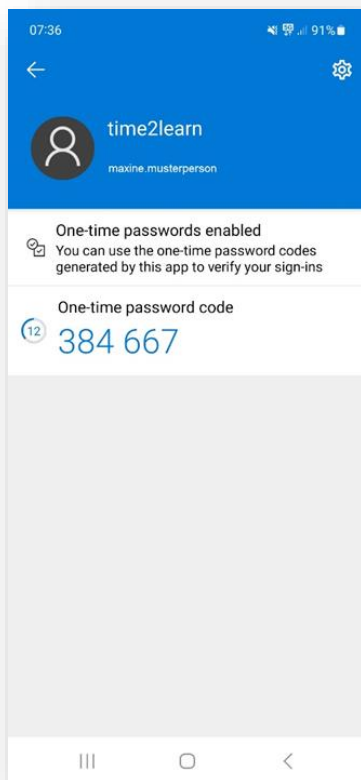 07:36 91%
time2learn
maxine.musterperson
One-time passwords enabled
You can use the one-time password codes
generated by this app to verify your sign-ins
One-time password code
12
384 667